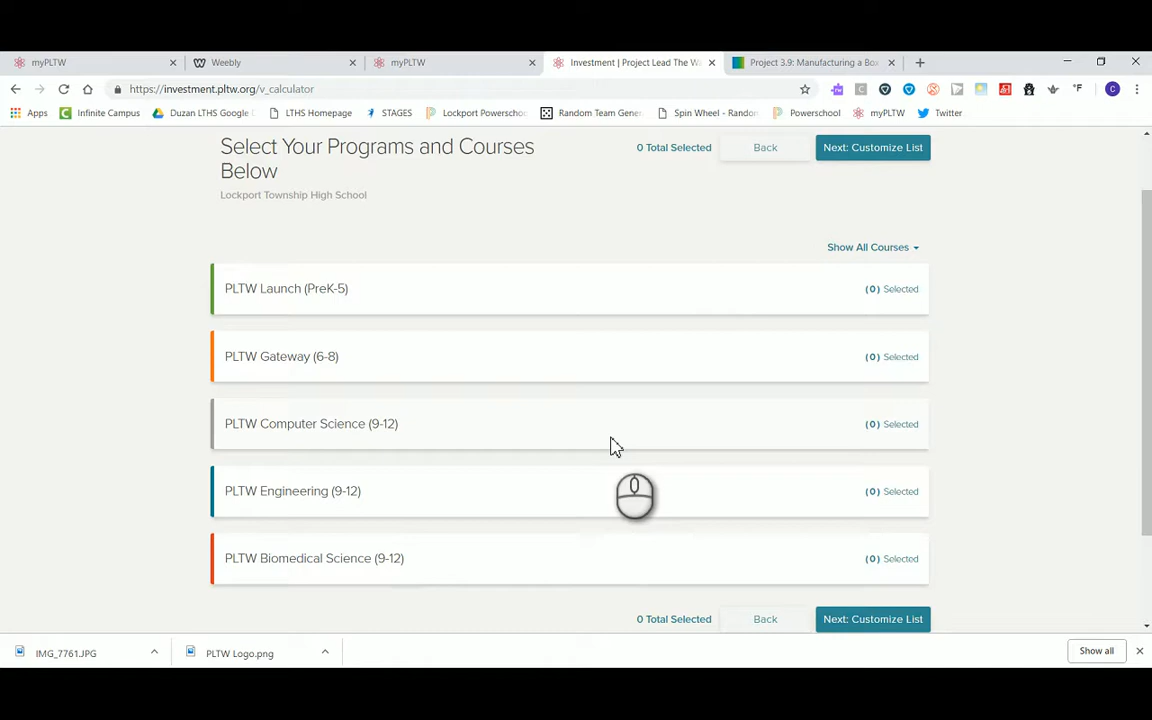 myPLTW
Weebly
myPLTW
Investment | Project Lead The Wa
Project 3.9: Manufacturing a Box
https://investment.pltw.org/v_calculator
Apps
Infinite Campus
Duzan LTHS Google
LTHS Homepage
STAGES
Lockport Powerschoo
Random Team Gener
Spin Wheel - Random
Powerschool
myPLTW
Twitter
Select Your Programs and Courses
Below
0 Total Selected
Back
Next: Customize List
Lockport Township High School
Show All Courses
PLTW Launch (PreK-5)
(0) Selected
PLTW Gateway (6-8)
(0) Selected
PLTW Computer Science (9-12)
(0) Selected
PLTW Engineering (9-12)
(0) Selected
PLTW Biomedical Science (9-12)
(0) Selected
0 Total Selected
Back
Next: Customize List
IMG_7761.JPG
PLTW Logo.png
Show all